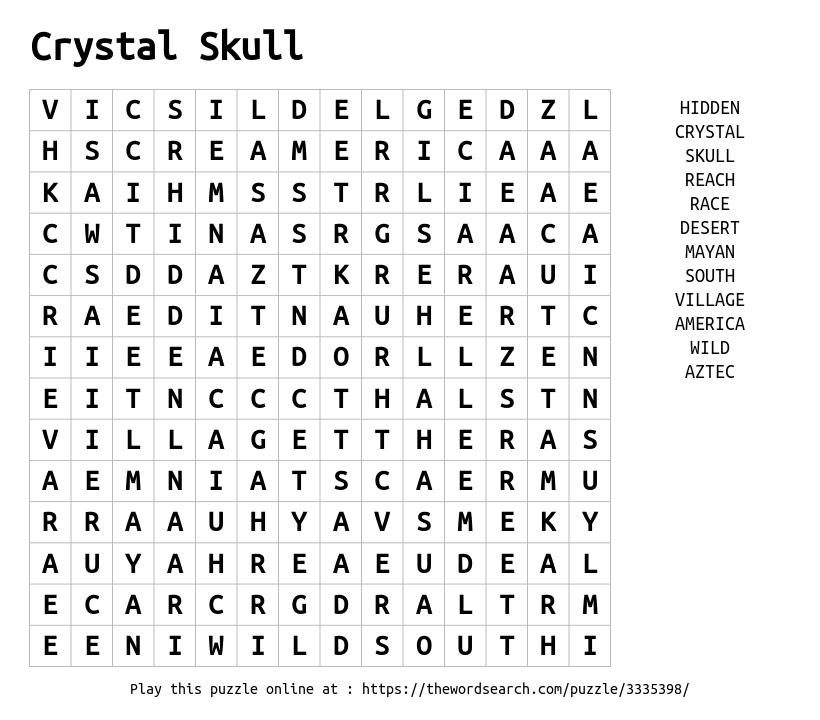 Crystal Skull
V I C S I L D E L G E D Z L
H S C R E A M E R I C A A A
K A I H M S S T R L I E A E
C W T I N A S R G S A A C A
C S D D A Z T K R E R A U I
R A E D I T N A U H E R T C
I I E E A E D O R L L Z E N
E I T N C C C T H A L S T N
V I L L A G E T T H E R A S
A E M N I A T S C A E R M U
R R A A U H Y A V S M E K Y
A U Y A H R E A E U D E A L
E C A R C R G D R A L T R M
E E N I W I L D S O U T H I
HIDDEN
CRYSTAL
SKULL
REACH
RACE
DESERT
MAYAN
SOUTH
VILLAGE
AMERICA
WILD
AZTEC
Play this puzzle online at : https://thewordsearch.com/puzzle/3335398/